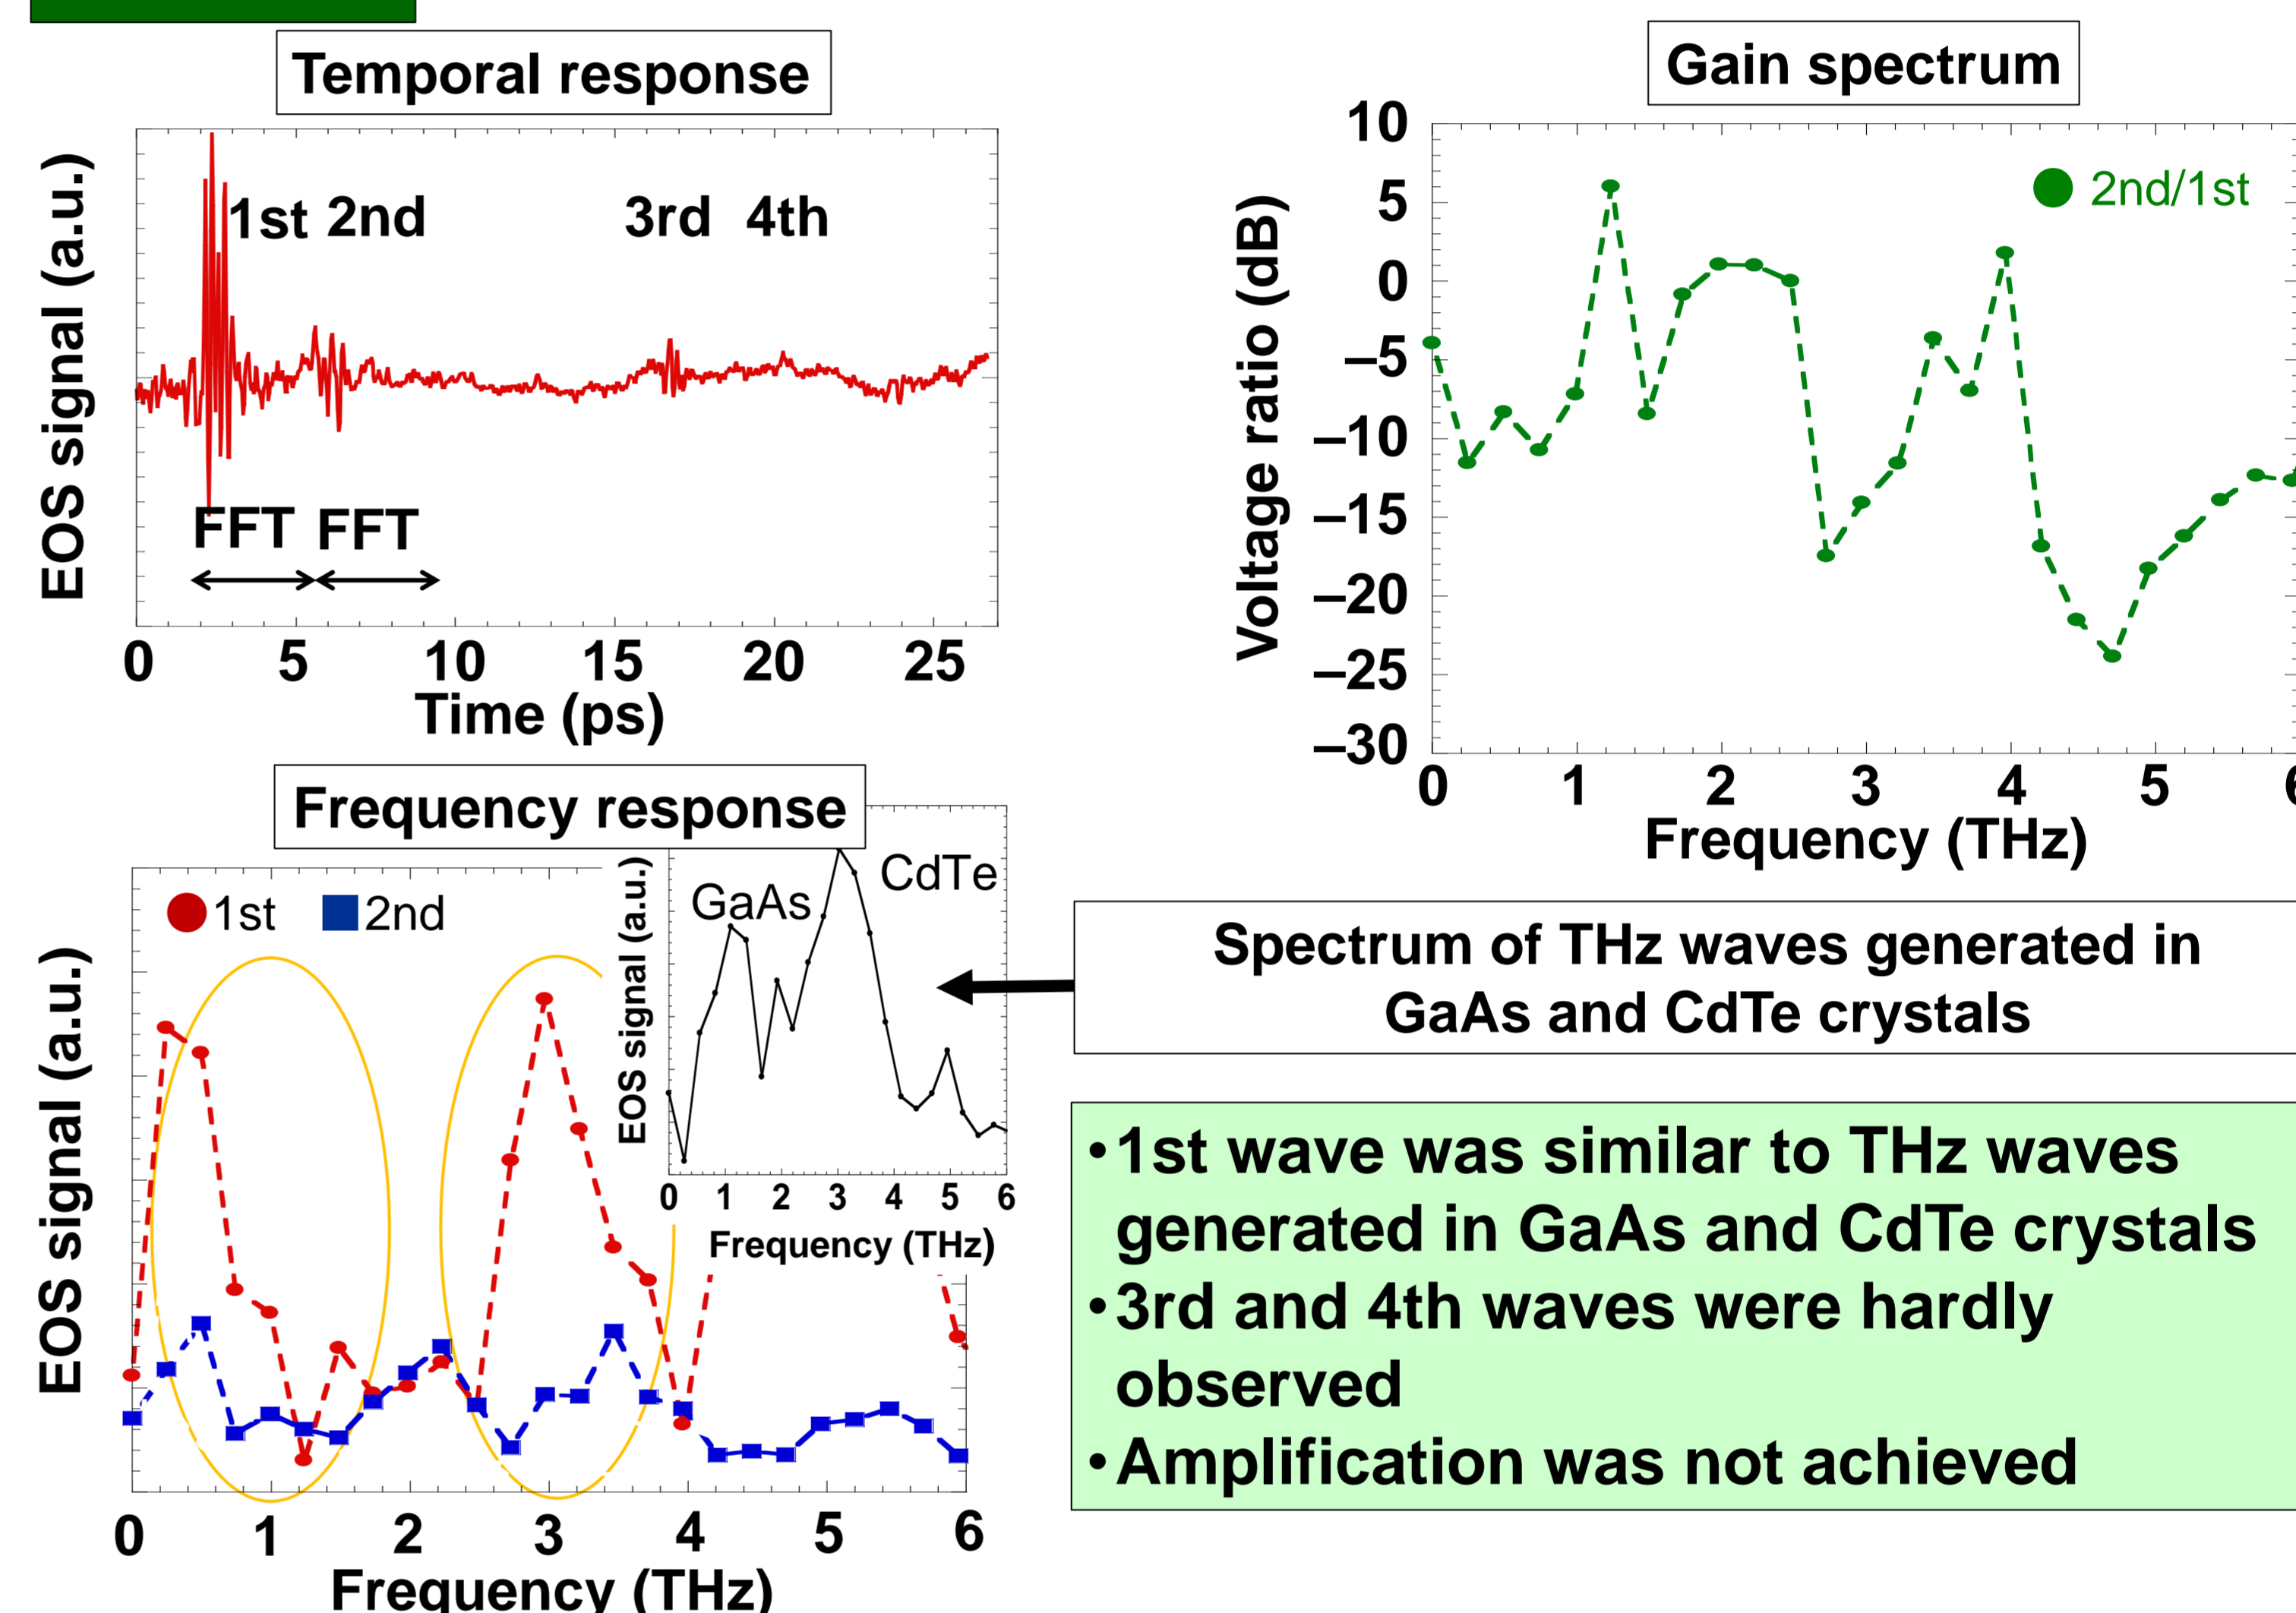 Temporal response
EOS signal (a.u.)
1st 2nd 3rd 4th
FFT FFT
0 5 10 15 20 25
Time (ps)
Gain spectrum
Voltage ratio (dB)
10
5
0
–5
–10
–15
–20
–25
–30
2nd/1st
0 1 2 3 4 5 6
Frequency (THz)
Frequency response
EOS signal (a.u.)
1st 2nd
0 1 2 3 4 5 6
Frequency (THz)
EOS signal (a.u.)
GaAs CdTe
0 1 2 3 4 5 6
Frequency (THz)
Spectrum of THz waves generated in
GaAs and CdTe crystals
•1st wave was similar to THz waves
generated in GaAs and CdTe crystals
•3rd and 4th waves were hardly
observed
•Amplification was not achieved